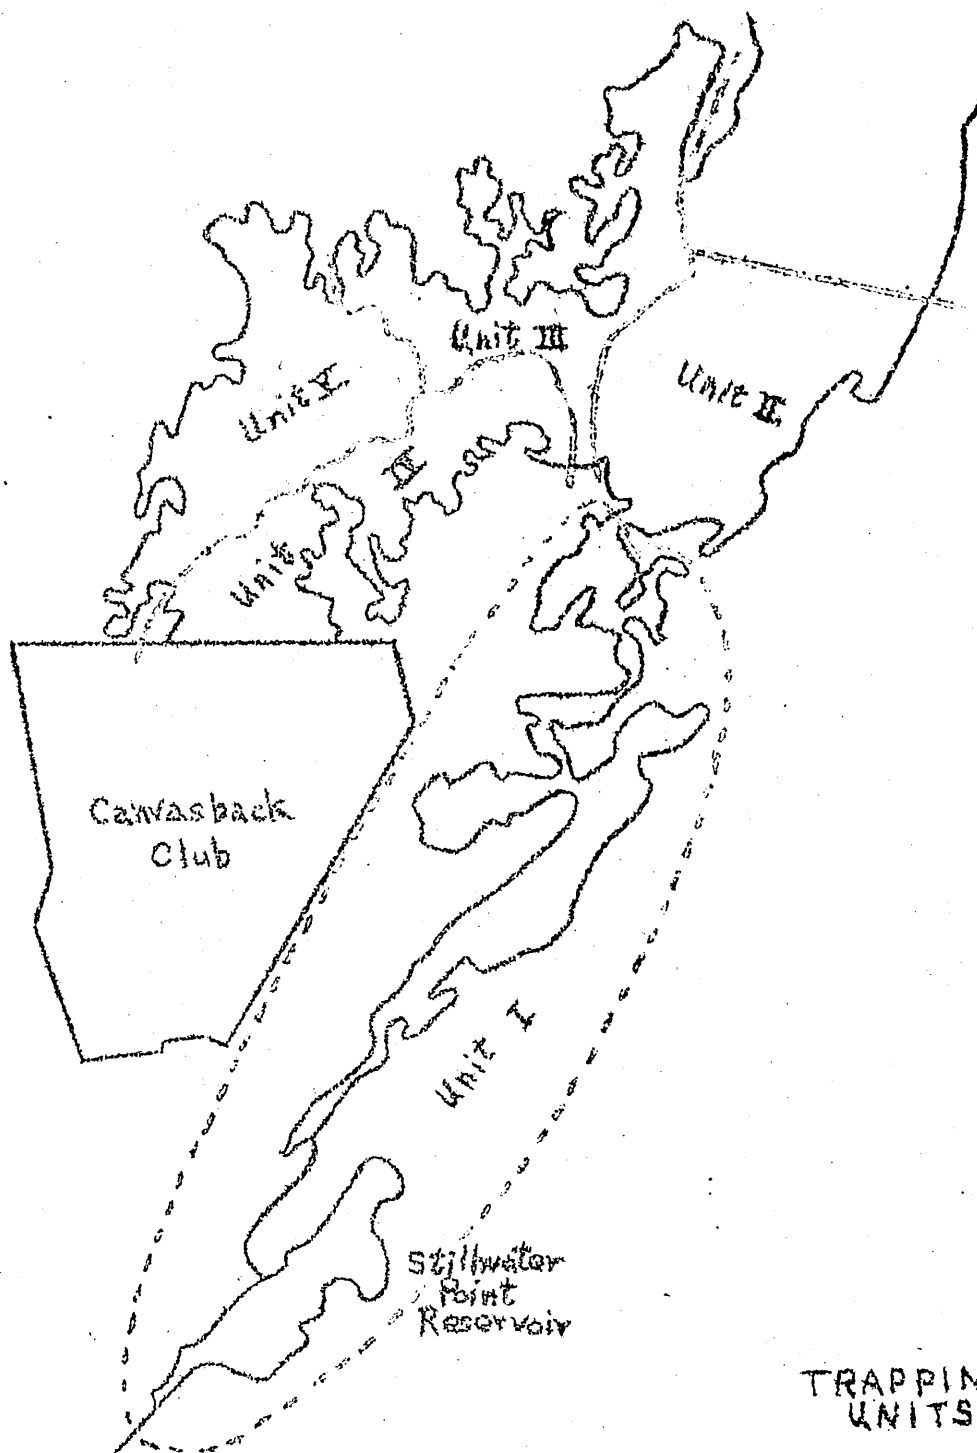 Unit III
Unit V
Unit II
Unit IV
Canvasback
Club
Unit I
Stillwater
Point
Reservoir
TRAPPIN
UNITS